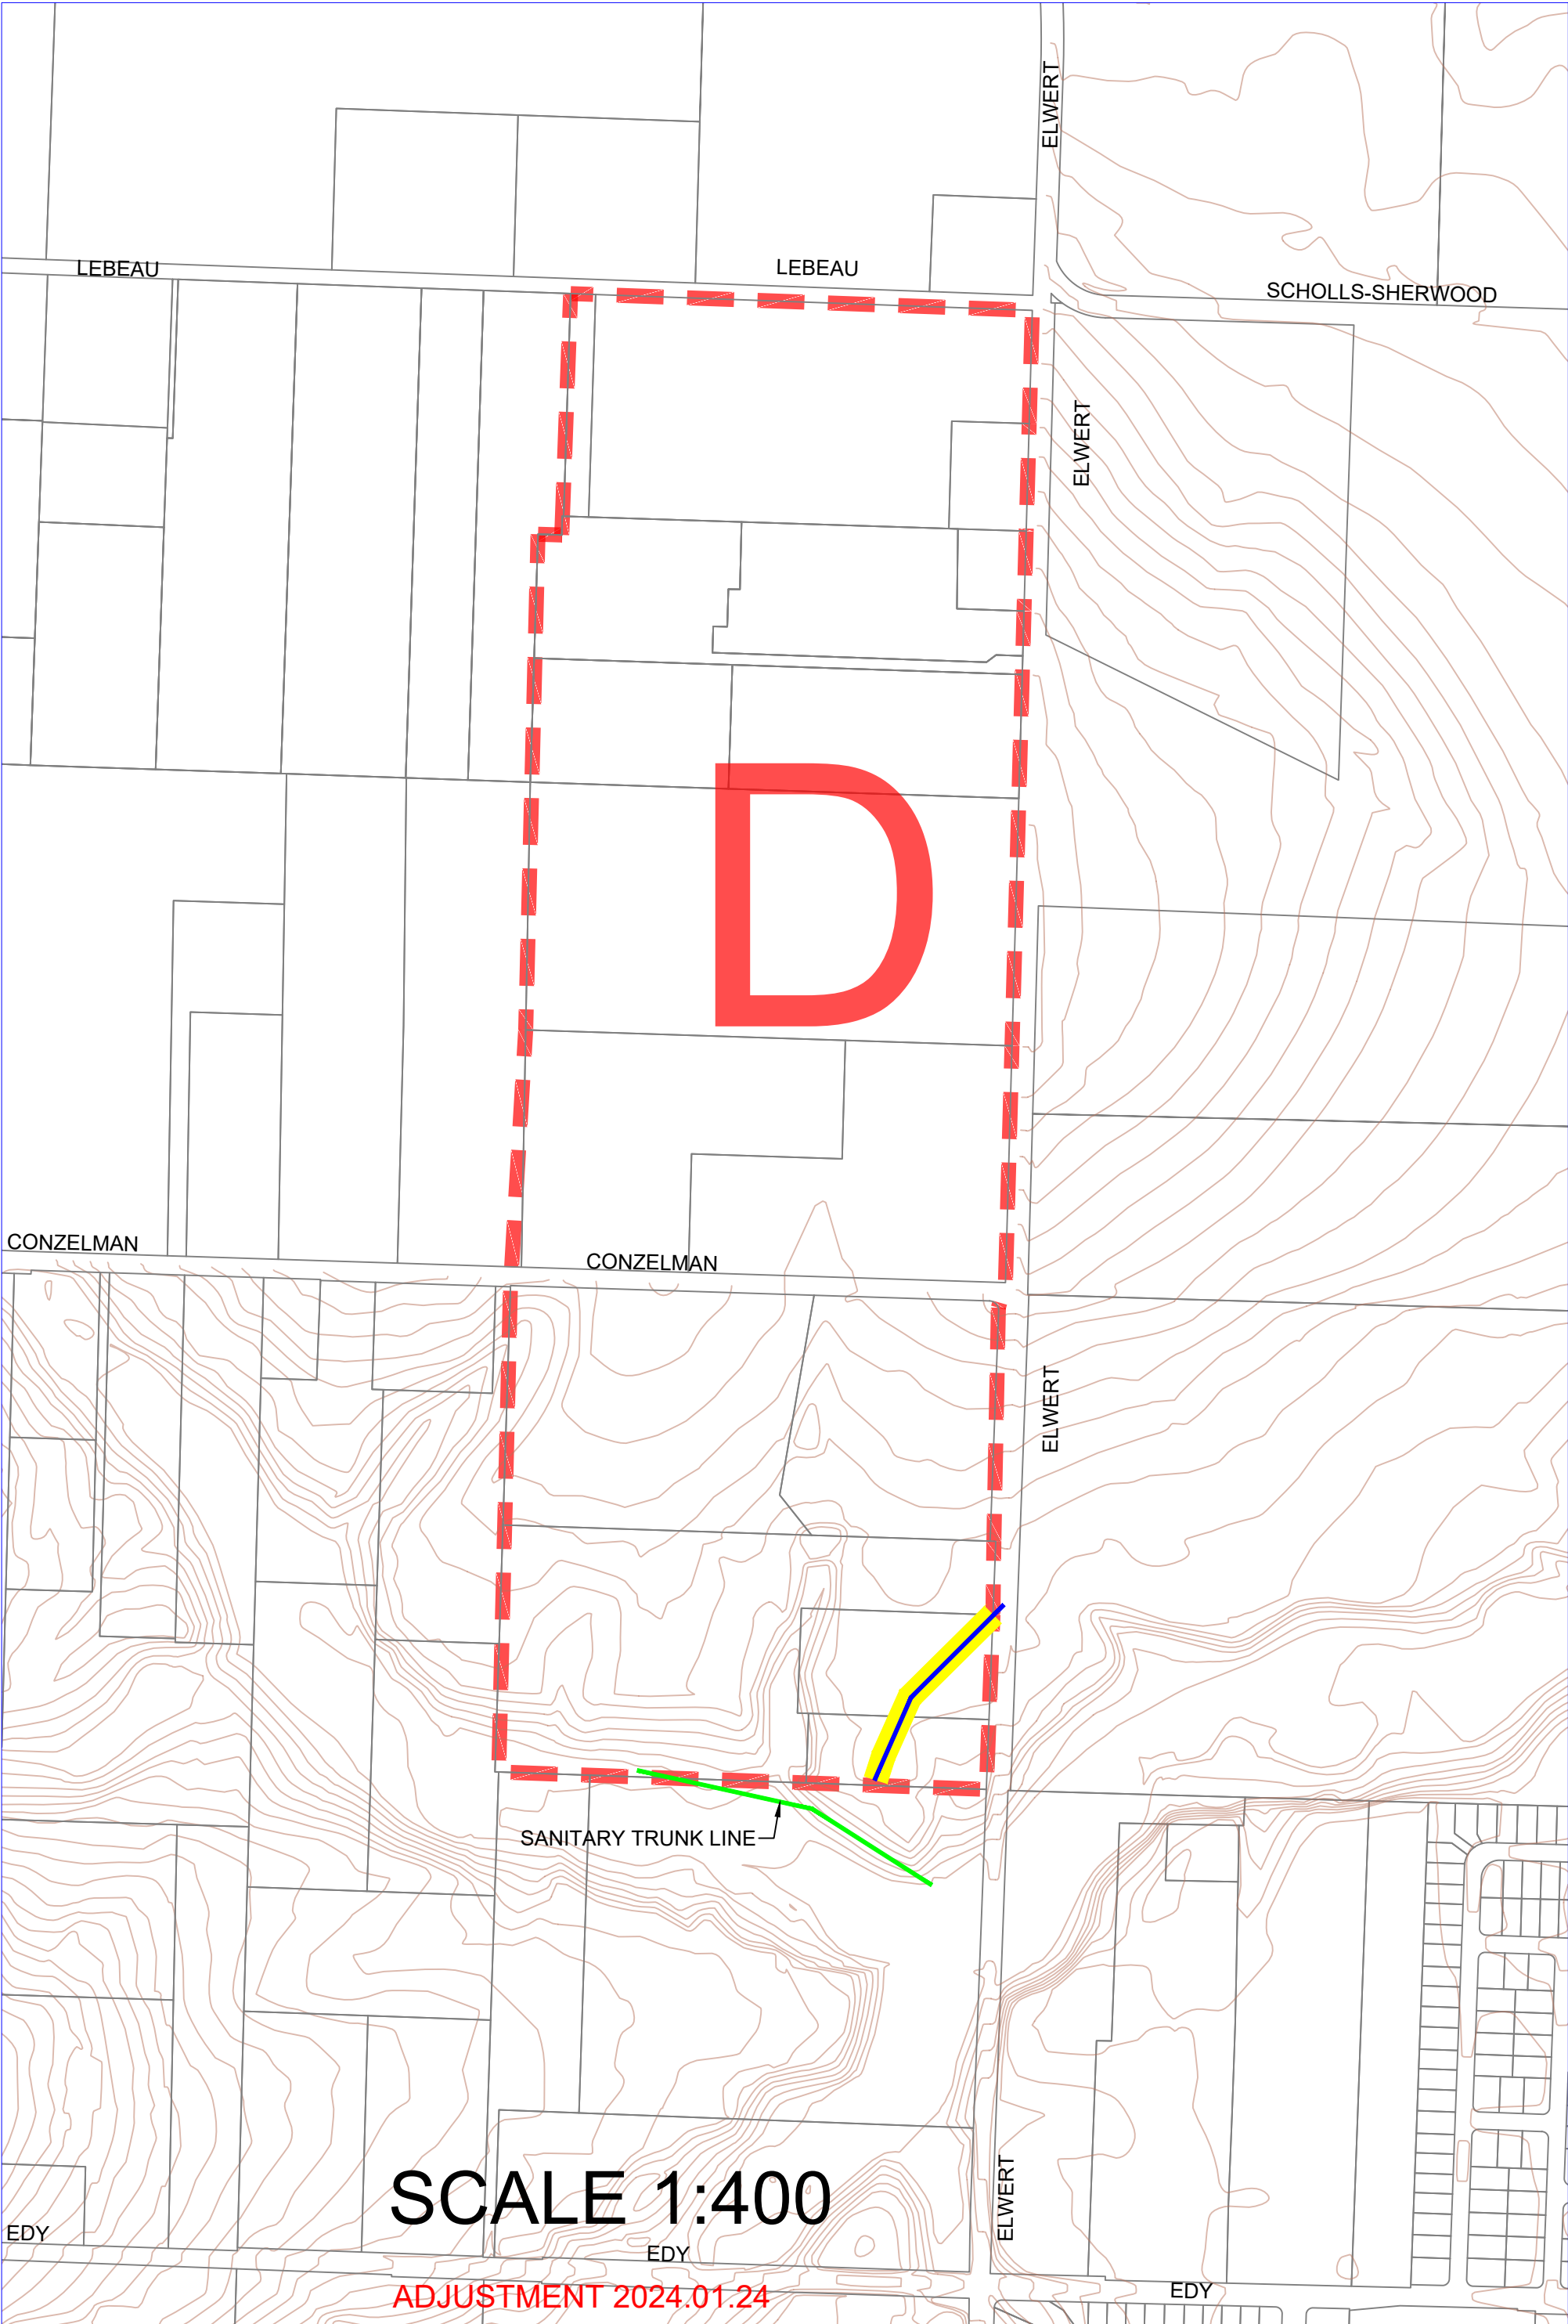 ELWERT
LEBEAU
LEBEAU
SCHOLLS-SHERWOOD
ELWERT
D
CONZELMAN
CONZELMAN
ELWERT
SANITARY TRUNK LINE
SCALE 1:400
ELWERT
EDY
EDY
EDY
ADJUSTMENT 2024.01.24